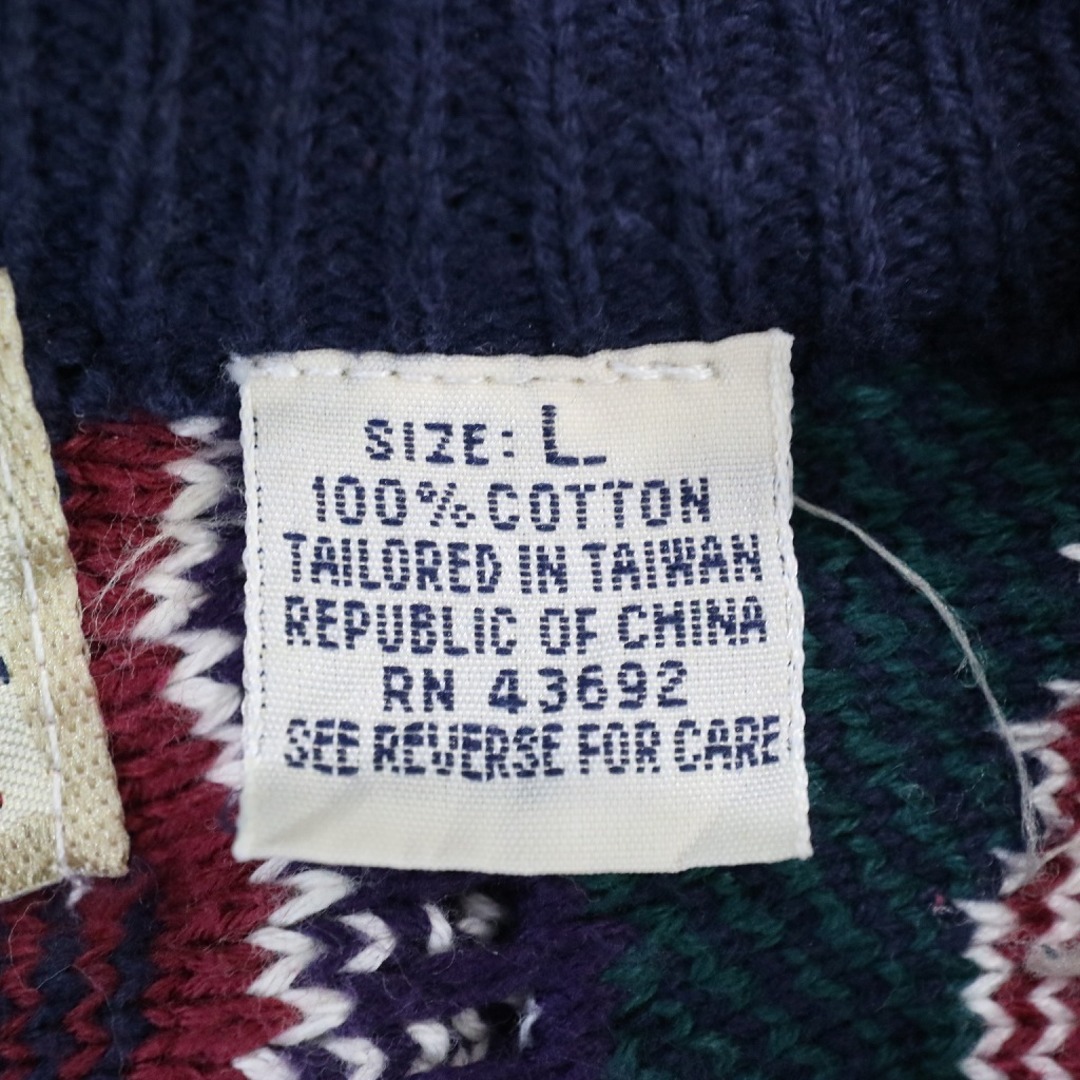 SIZE: L
100% COTTON
TAILORED IN TAIWAN
REPUBLIC OF CHINA
RN 43692
SEE REVERSE FOR CARE